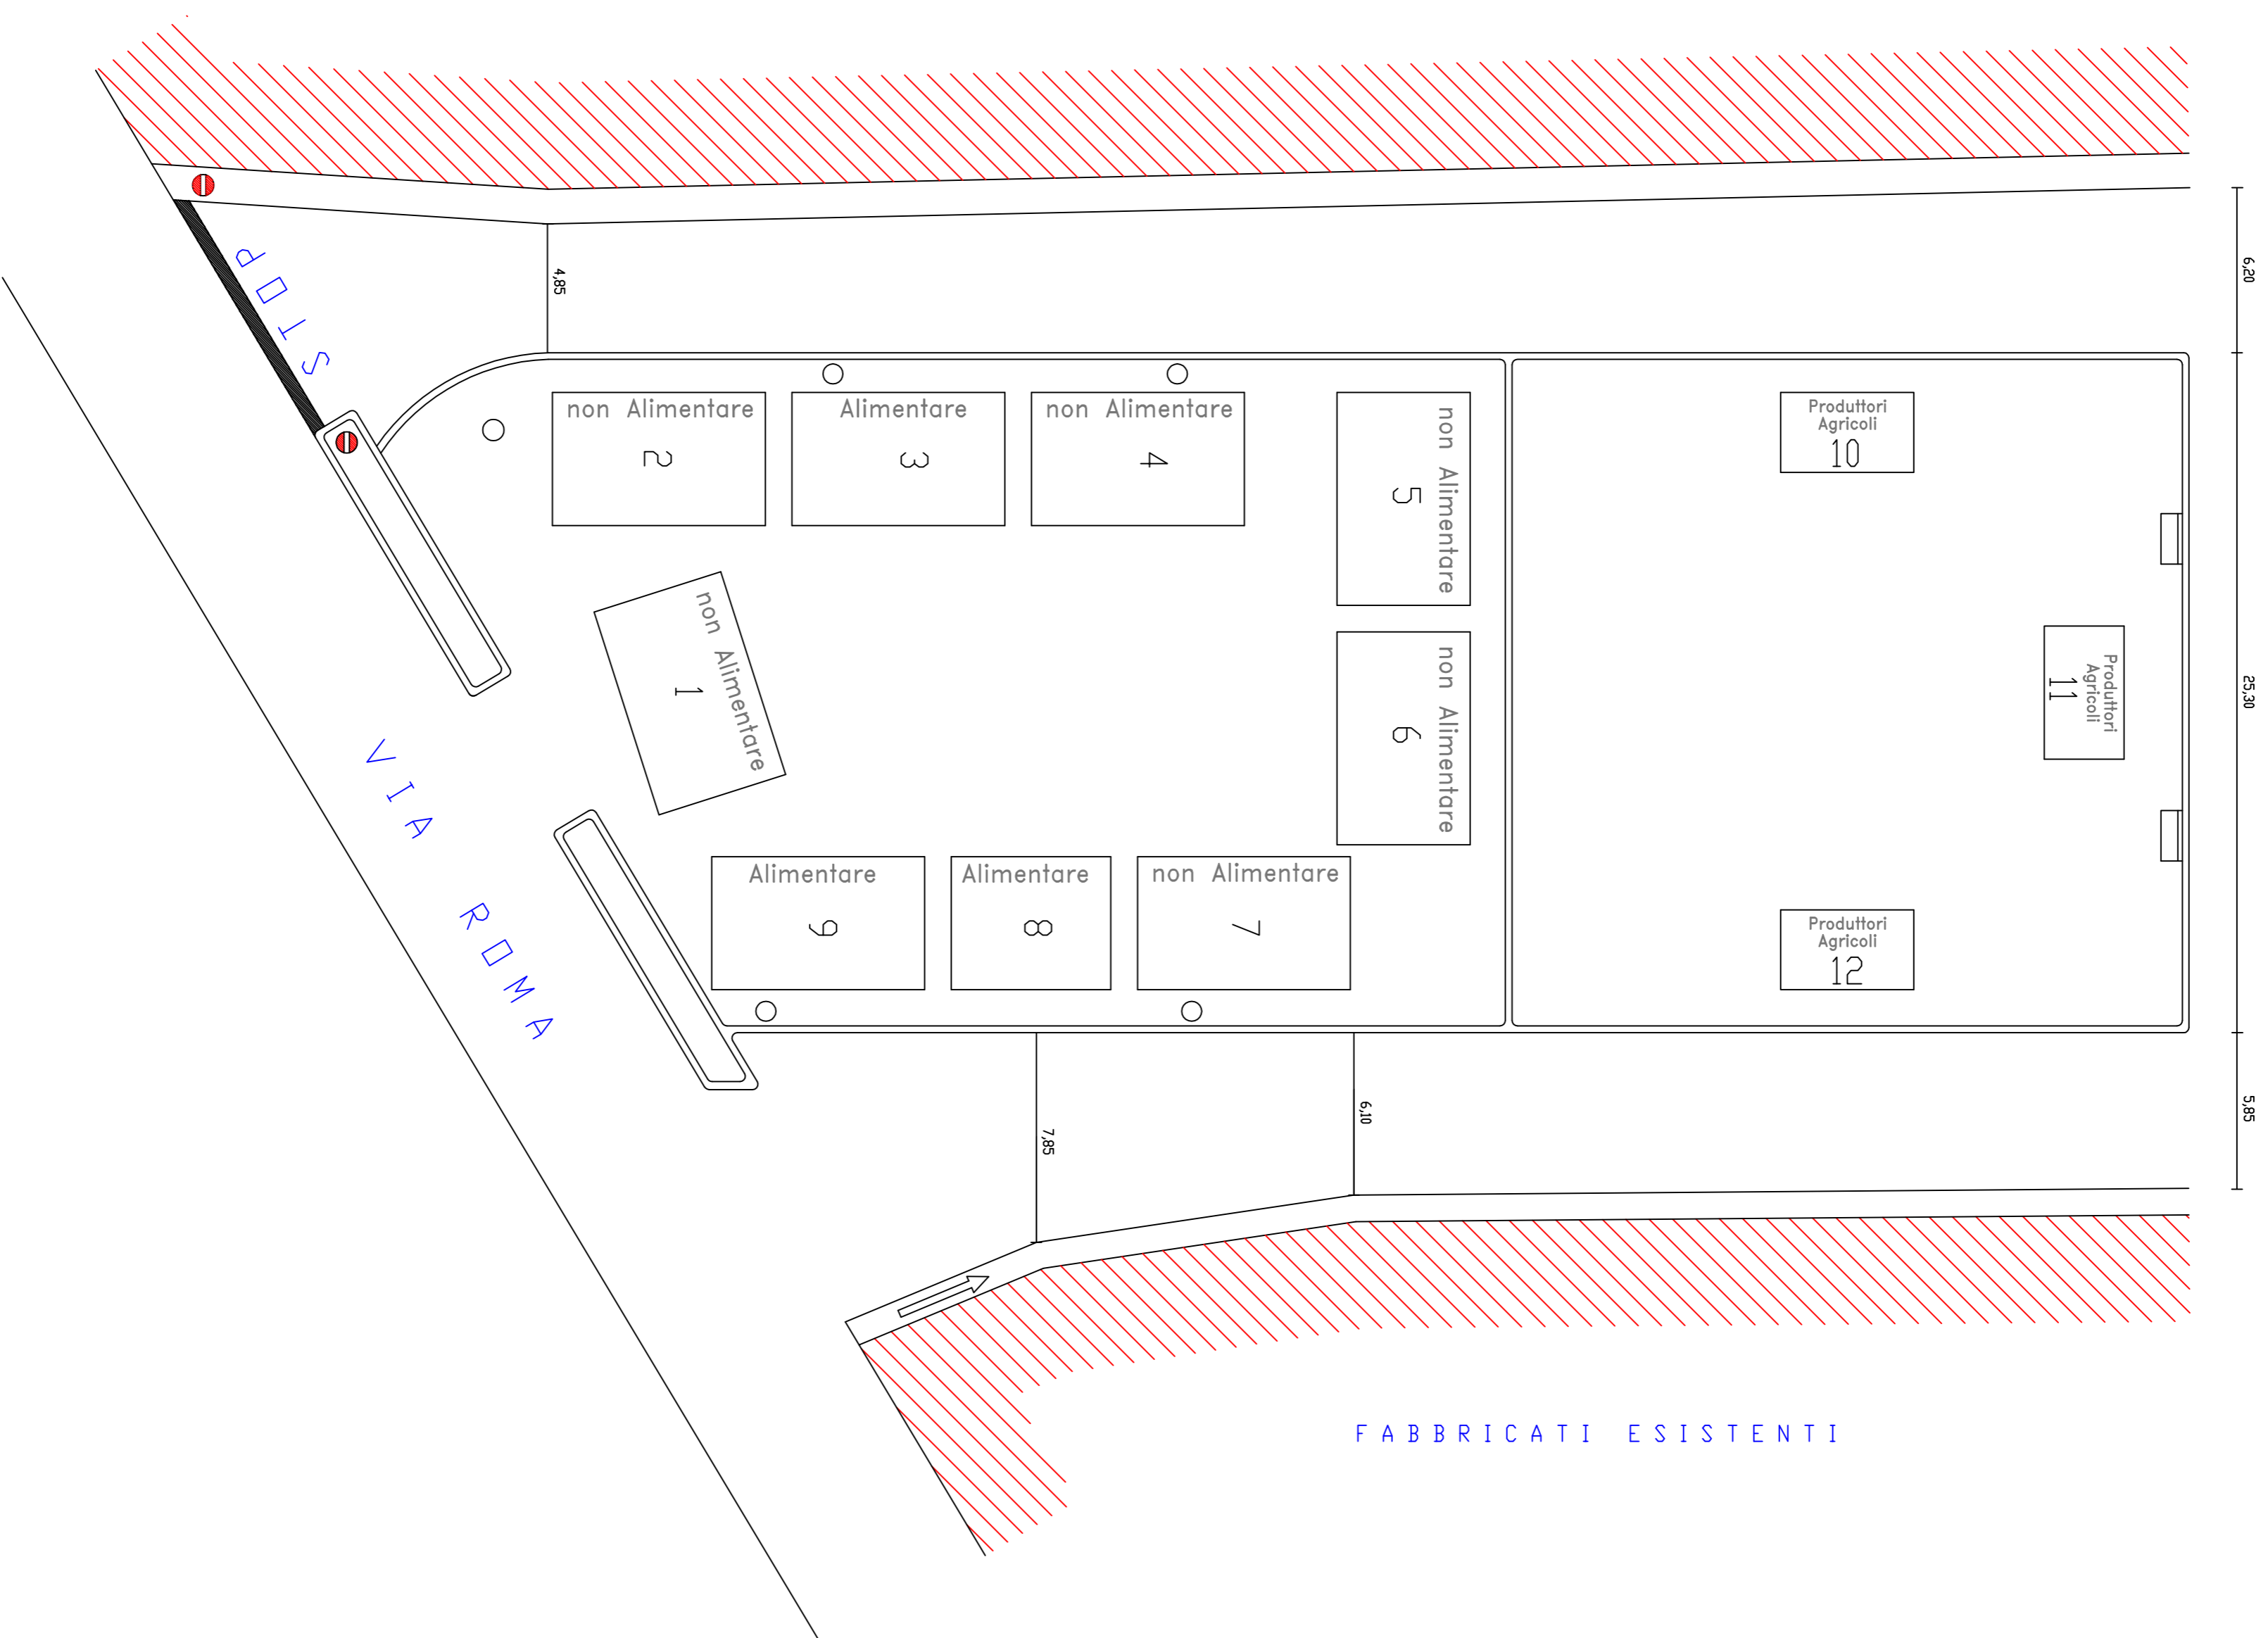 STOP
4,85
6,20
non Alimentare
2
Alimentare
3
non Alimentare
4
non Alimentare
5
Produttori
Agricoli
10
non Alimentare
1
non Alimentare
6
Produttori
Agricoli
11
25,30
VIA ROMA
Alimentare
9
Alimentare
8
non Alimentare
7
Produttori
Agricoli
12
7,85
6,10
5,85
FABBRICATI ESISTENTI